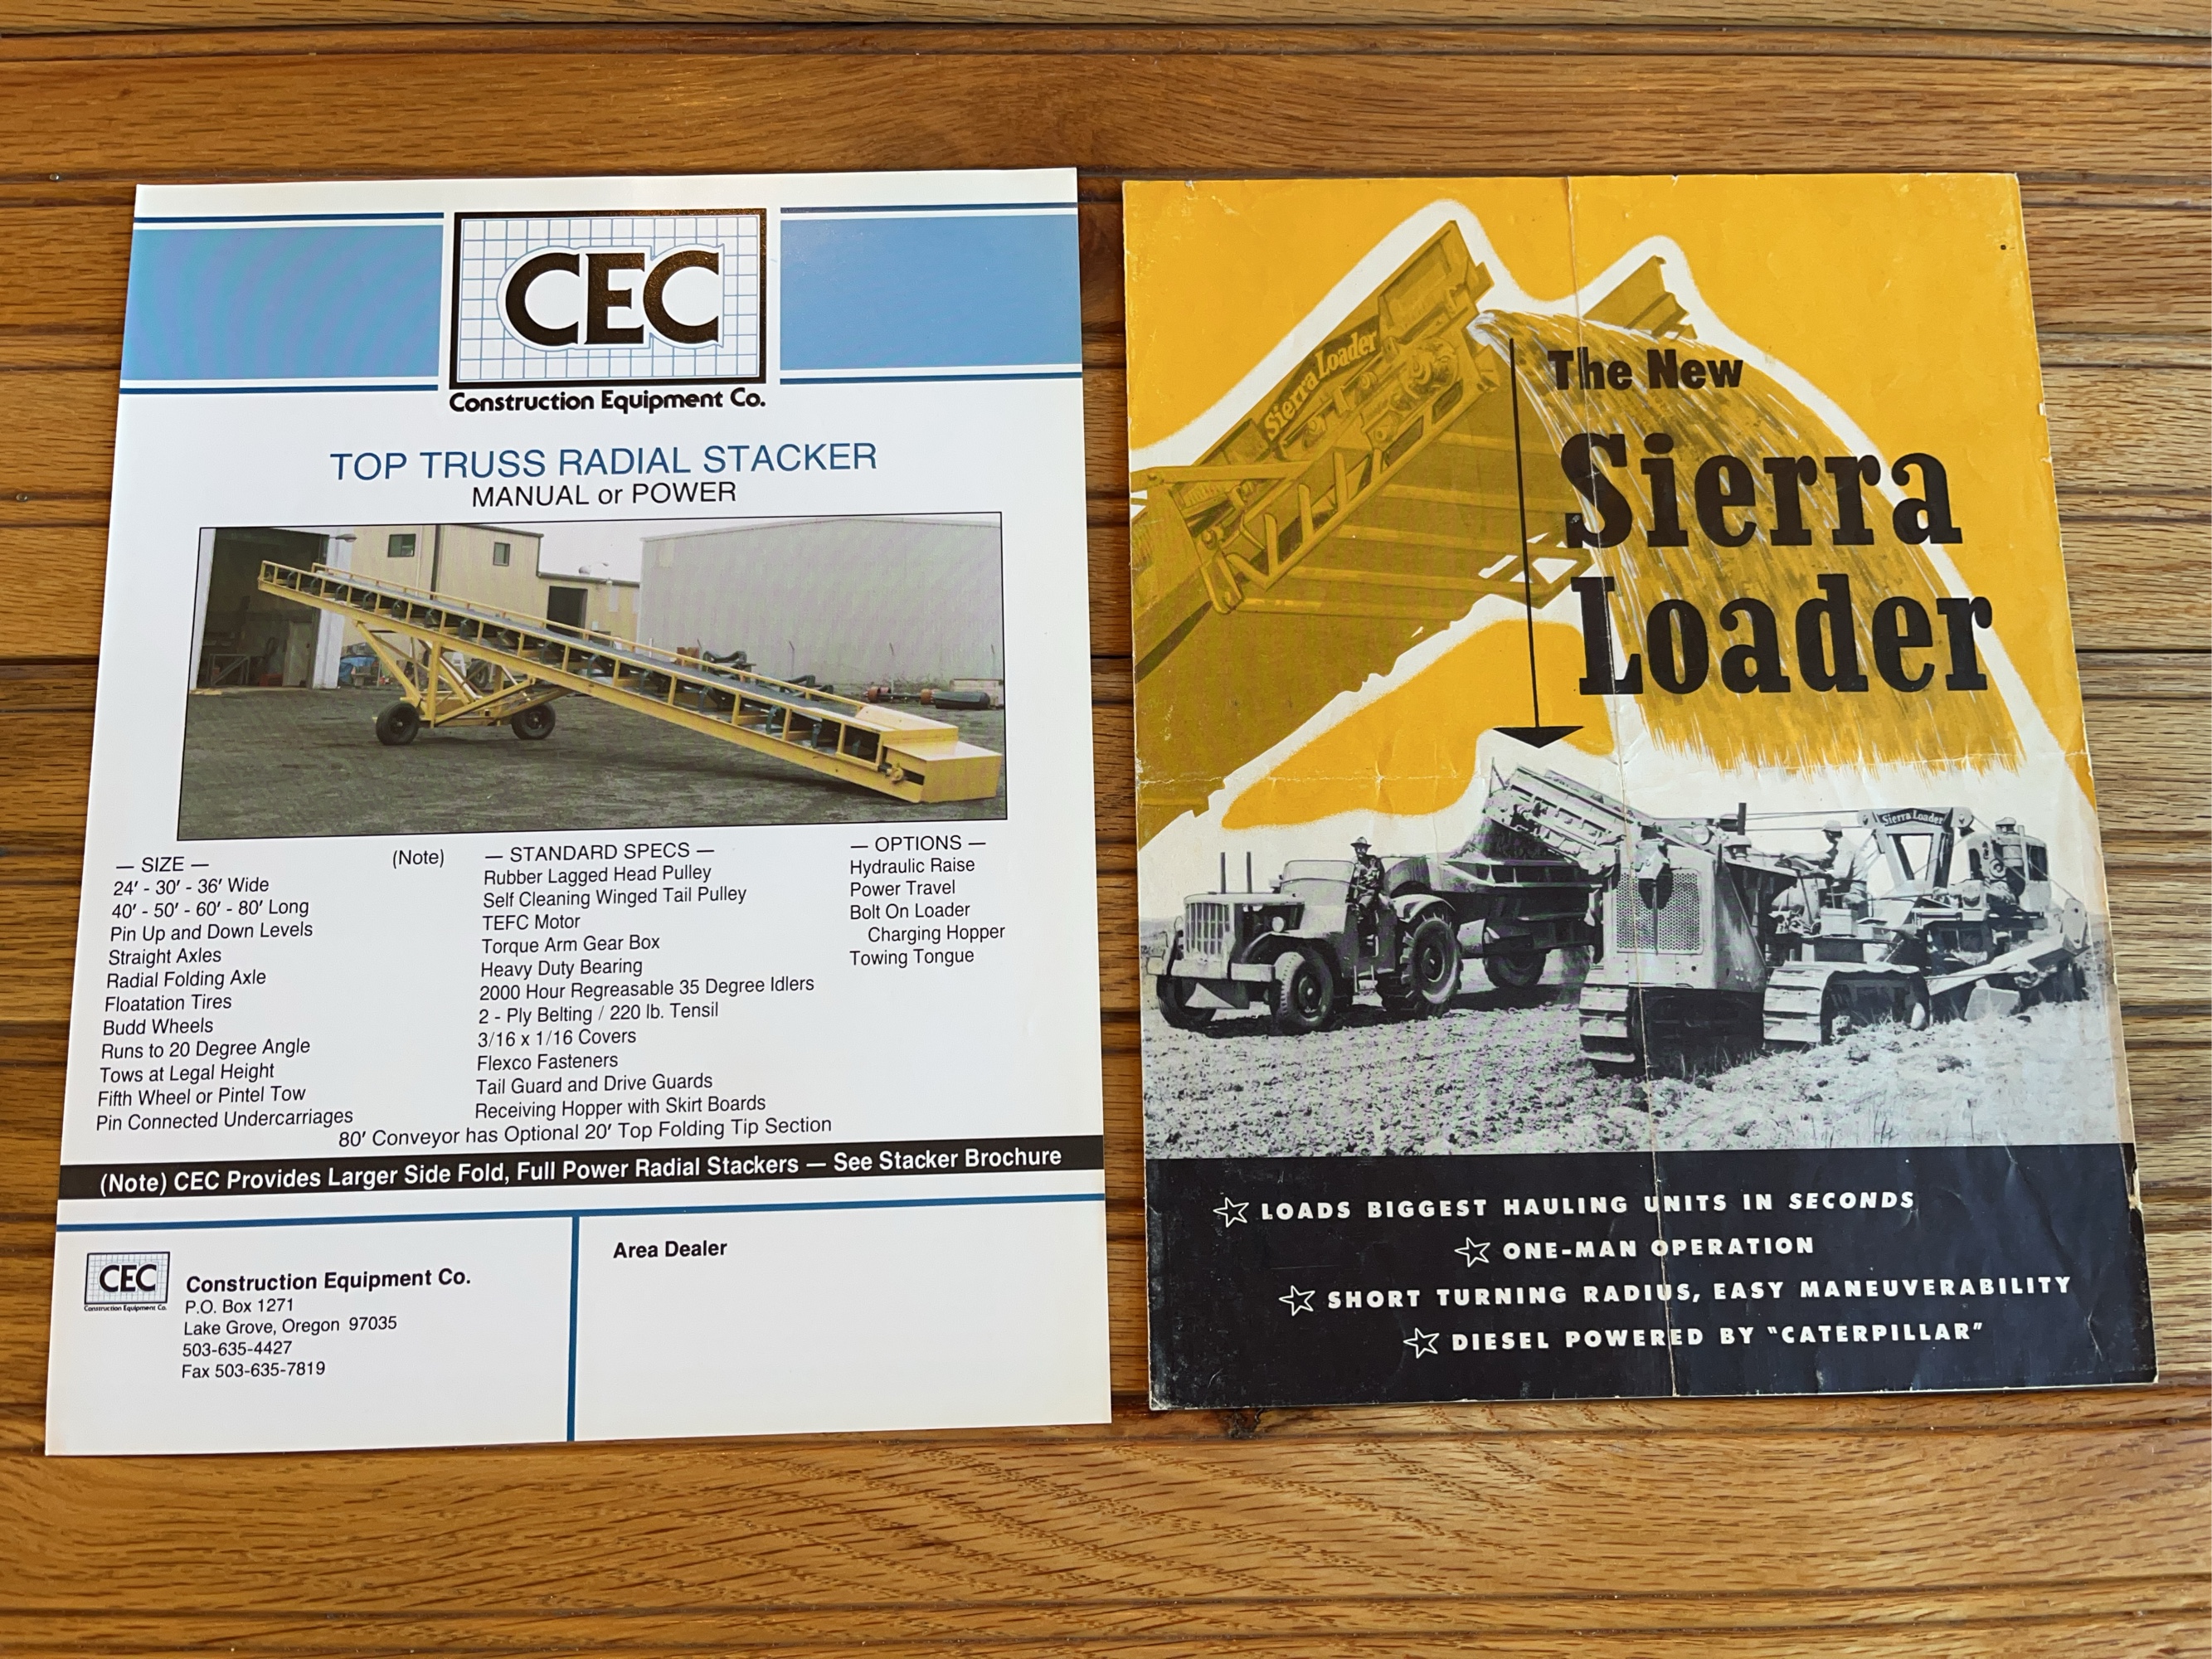 CEC
Construction Equipment Co.
TOP TRUSS RADIAL STACKER
MANUAL or POWER
— SIZE —
24' - 30' - 36' Wide
40' - 50' - 60' - 80' Long
Pin Up and Down Levels
Straight Axles
Radial Folding Axle
Floatation Tires
Budd Wheels
Runs to 20 Degree Angle
Tows at Legal Height
Fifth Wheel or Pintel Tow
Pin Connected Undercarriages
(Note)
— STANDARD SPECS —
Rubber Lagged Head Pulley
Self Cleaning Winged Tail Pulley
TEFC Motor
Torque Arm Gear Box
Heavy Duty Bearing
2000 Hour Regreasable 35 Degree Idlers
2 - Ply Belting / 220 lb. Tensil
3/16 x 1/16 Covers
Flexco Fasteners
Tail Guard and Drive Guards
Receiving Hopper with Skirt Boards
— OPTIONS —
Hydraulic Raise
Power Travel
Bolt On Loader
Charging Hopper
Towing Tongue
80' Conveyor has Optional 20' Top Folding Tip Section
(Note) CEC Provides Larger Side Fold, Full Power Radial Stackers — See Stacker Brochure
CEC
Construction Equipment Co.
Construction Equipment Co.
P.O. Box 1271
Lake Grove, Oregon 97035
503-635-4427
Fax 503-635-7819
Area Dealer
Sierra Loader
The New
Sierra
Loader
Sierra Loader
☆ LOADS BIGGEST HAULING UNITS IN SECONDS
☆ ONE-MAN OPERATION
☆ SHORT TURNING RADIUS, EASY MANEUVERABILITY
☆ DIESEL POWERED BY "CATERPILLAR"